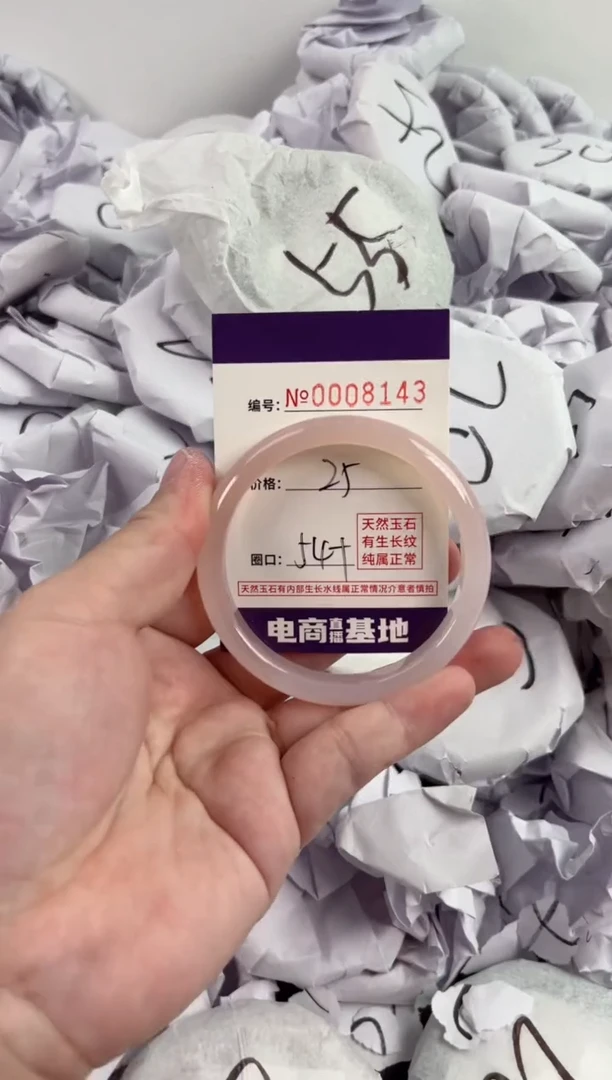 55
编号: №0008143
价格: 25
天然玉石
有生长纹
纯属正常
圈口: 54+
天然玉石有内部生长水线属正常情况介意者慎拍
电商直播基地